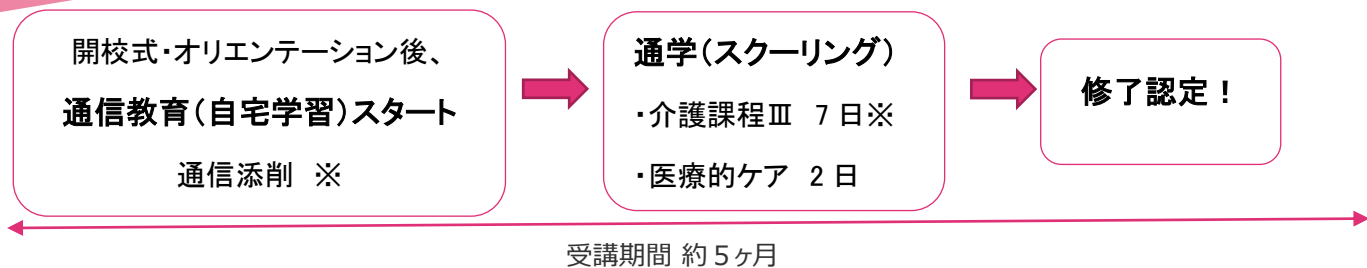 開校式・オリエンテーション後、
通信教育（自宅学習）スタート
通信添削　※
通学（スクーリング）
・介護課程Ⅲ　7 日※
・医療的ケア　2 日
修了認定！
受講期間 約５ヶ月